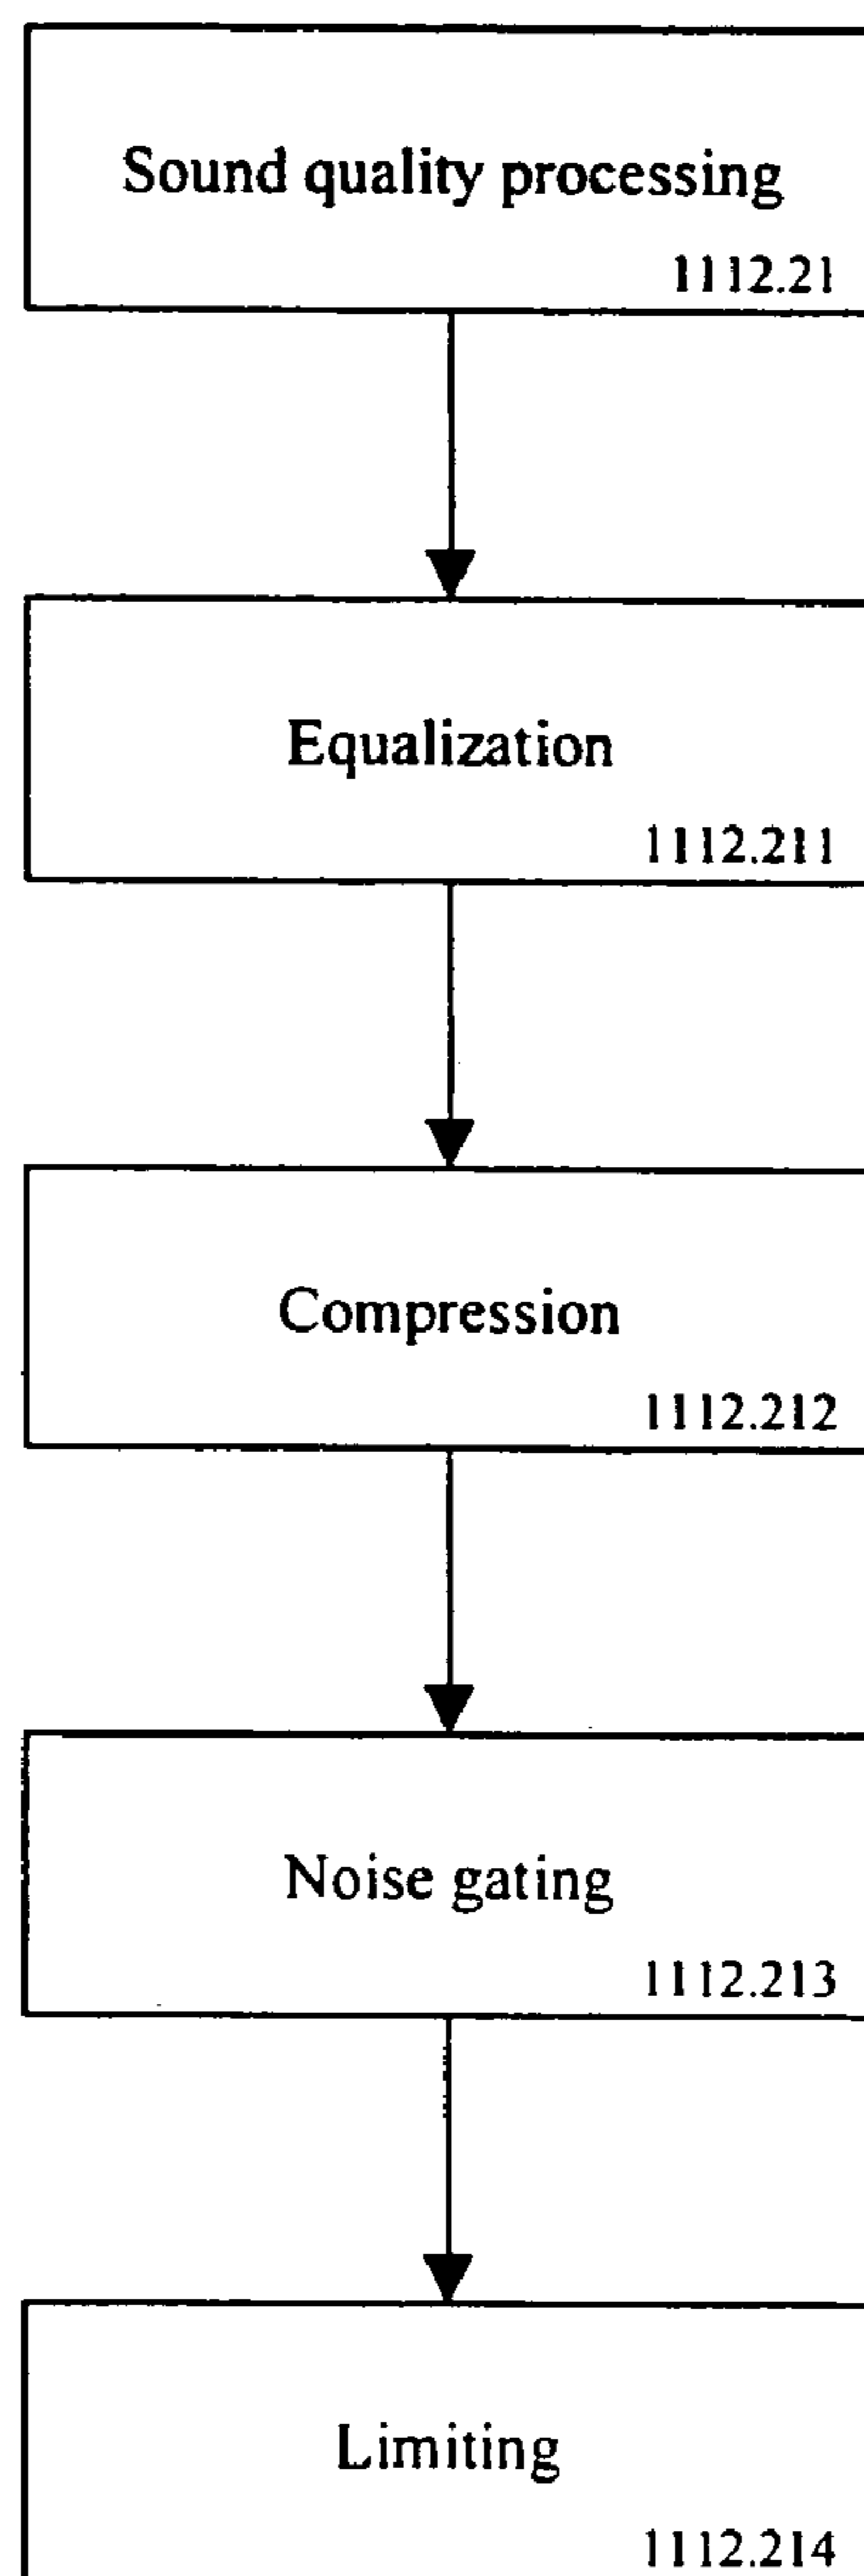 Sound quality processing
1112.21
Equalization
1112.211
Compression
1112.212
Noise gating
1112.213
Limiting
1112.214